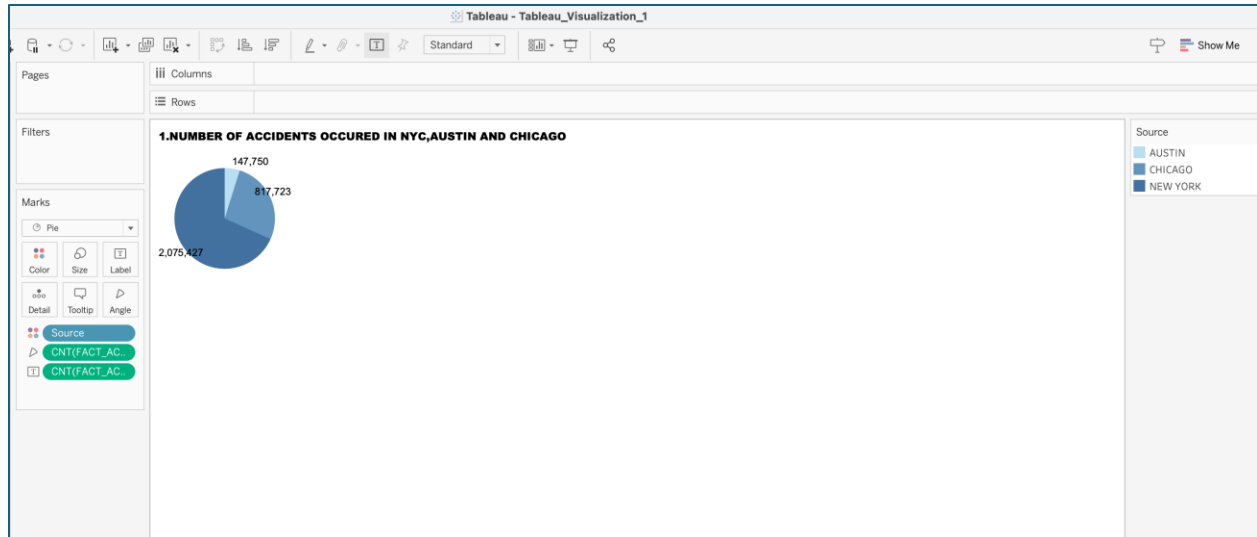 Tableau - Tableau_Visualization_1
Standard
Show Me
Pages
Columns
Rows
Filters
Marks
Pie
Color Size Label
Detail Tooltip Angle
Source
CNT(FACT_AC..
CNT(FACT_AC..
1.NUMBER OF ACCIDENTS OCCURED IN NYC,AUSTIN AND CHICAGO
147,750
817,723
2,075,427
Source
AUSTIN
CHICAGO
NEW YORK